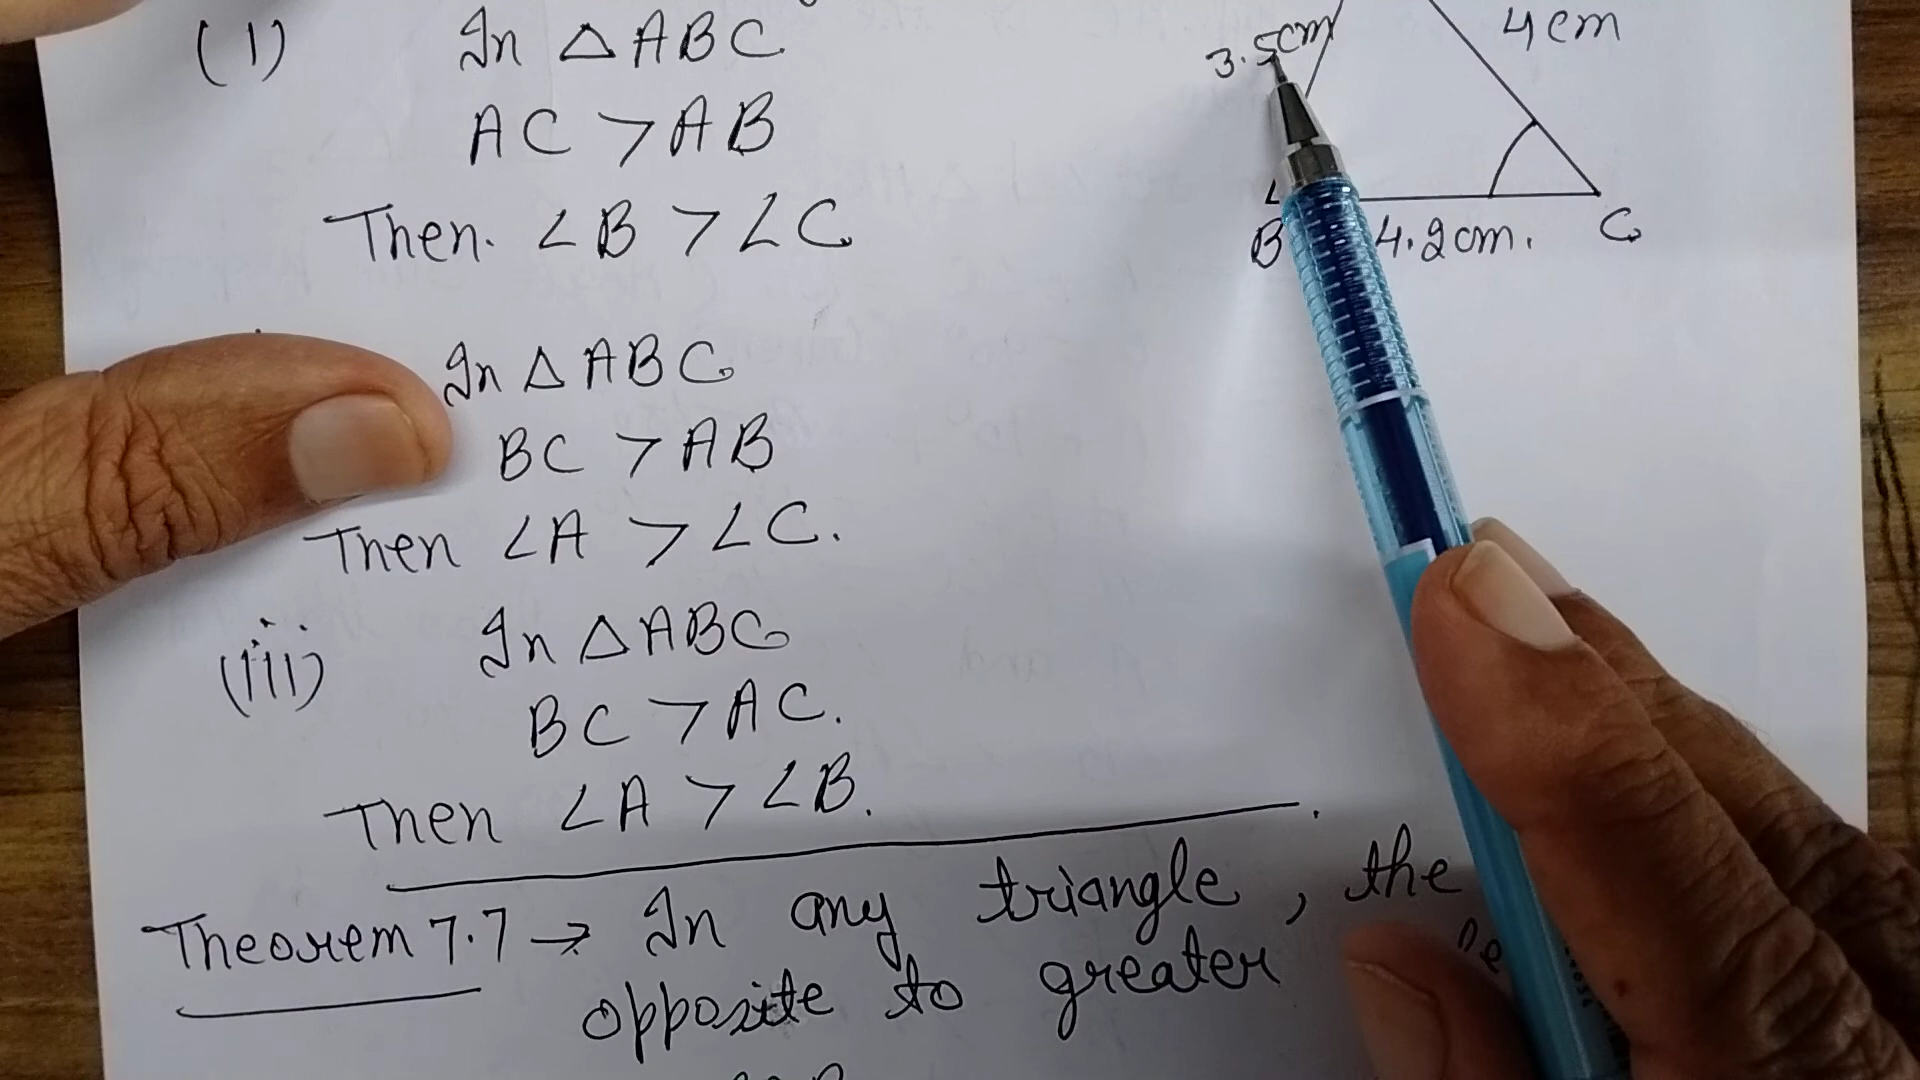 (1) In △ABC
AC > AB
Then. ∠B > ∠C
3.5cm
4cm
B
4.2cm.
C
In △ABC
BC > AB
Then ∠A > ∠C.
(iii) In △ABC
BC > AC.
Then ∠A > ∠B.
Theorem 7.7 → In any triangle, the
opposite to greater